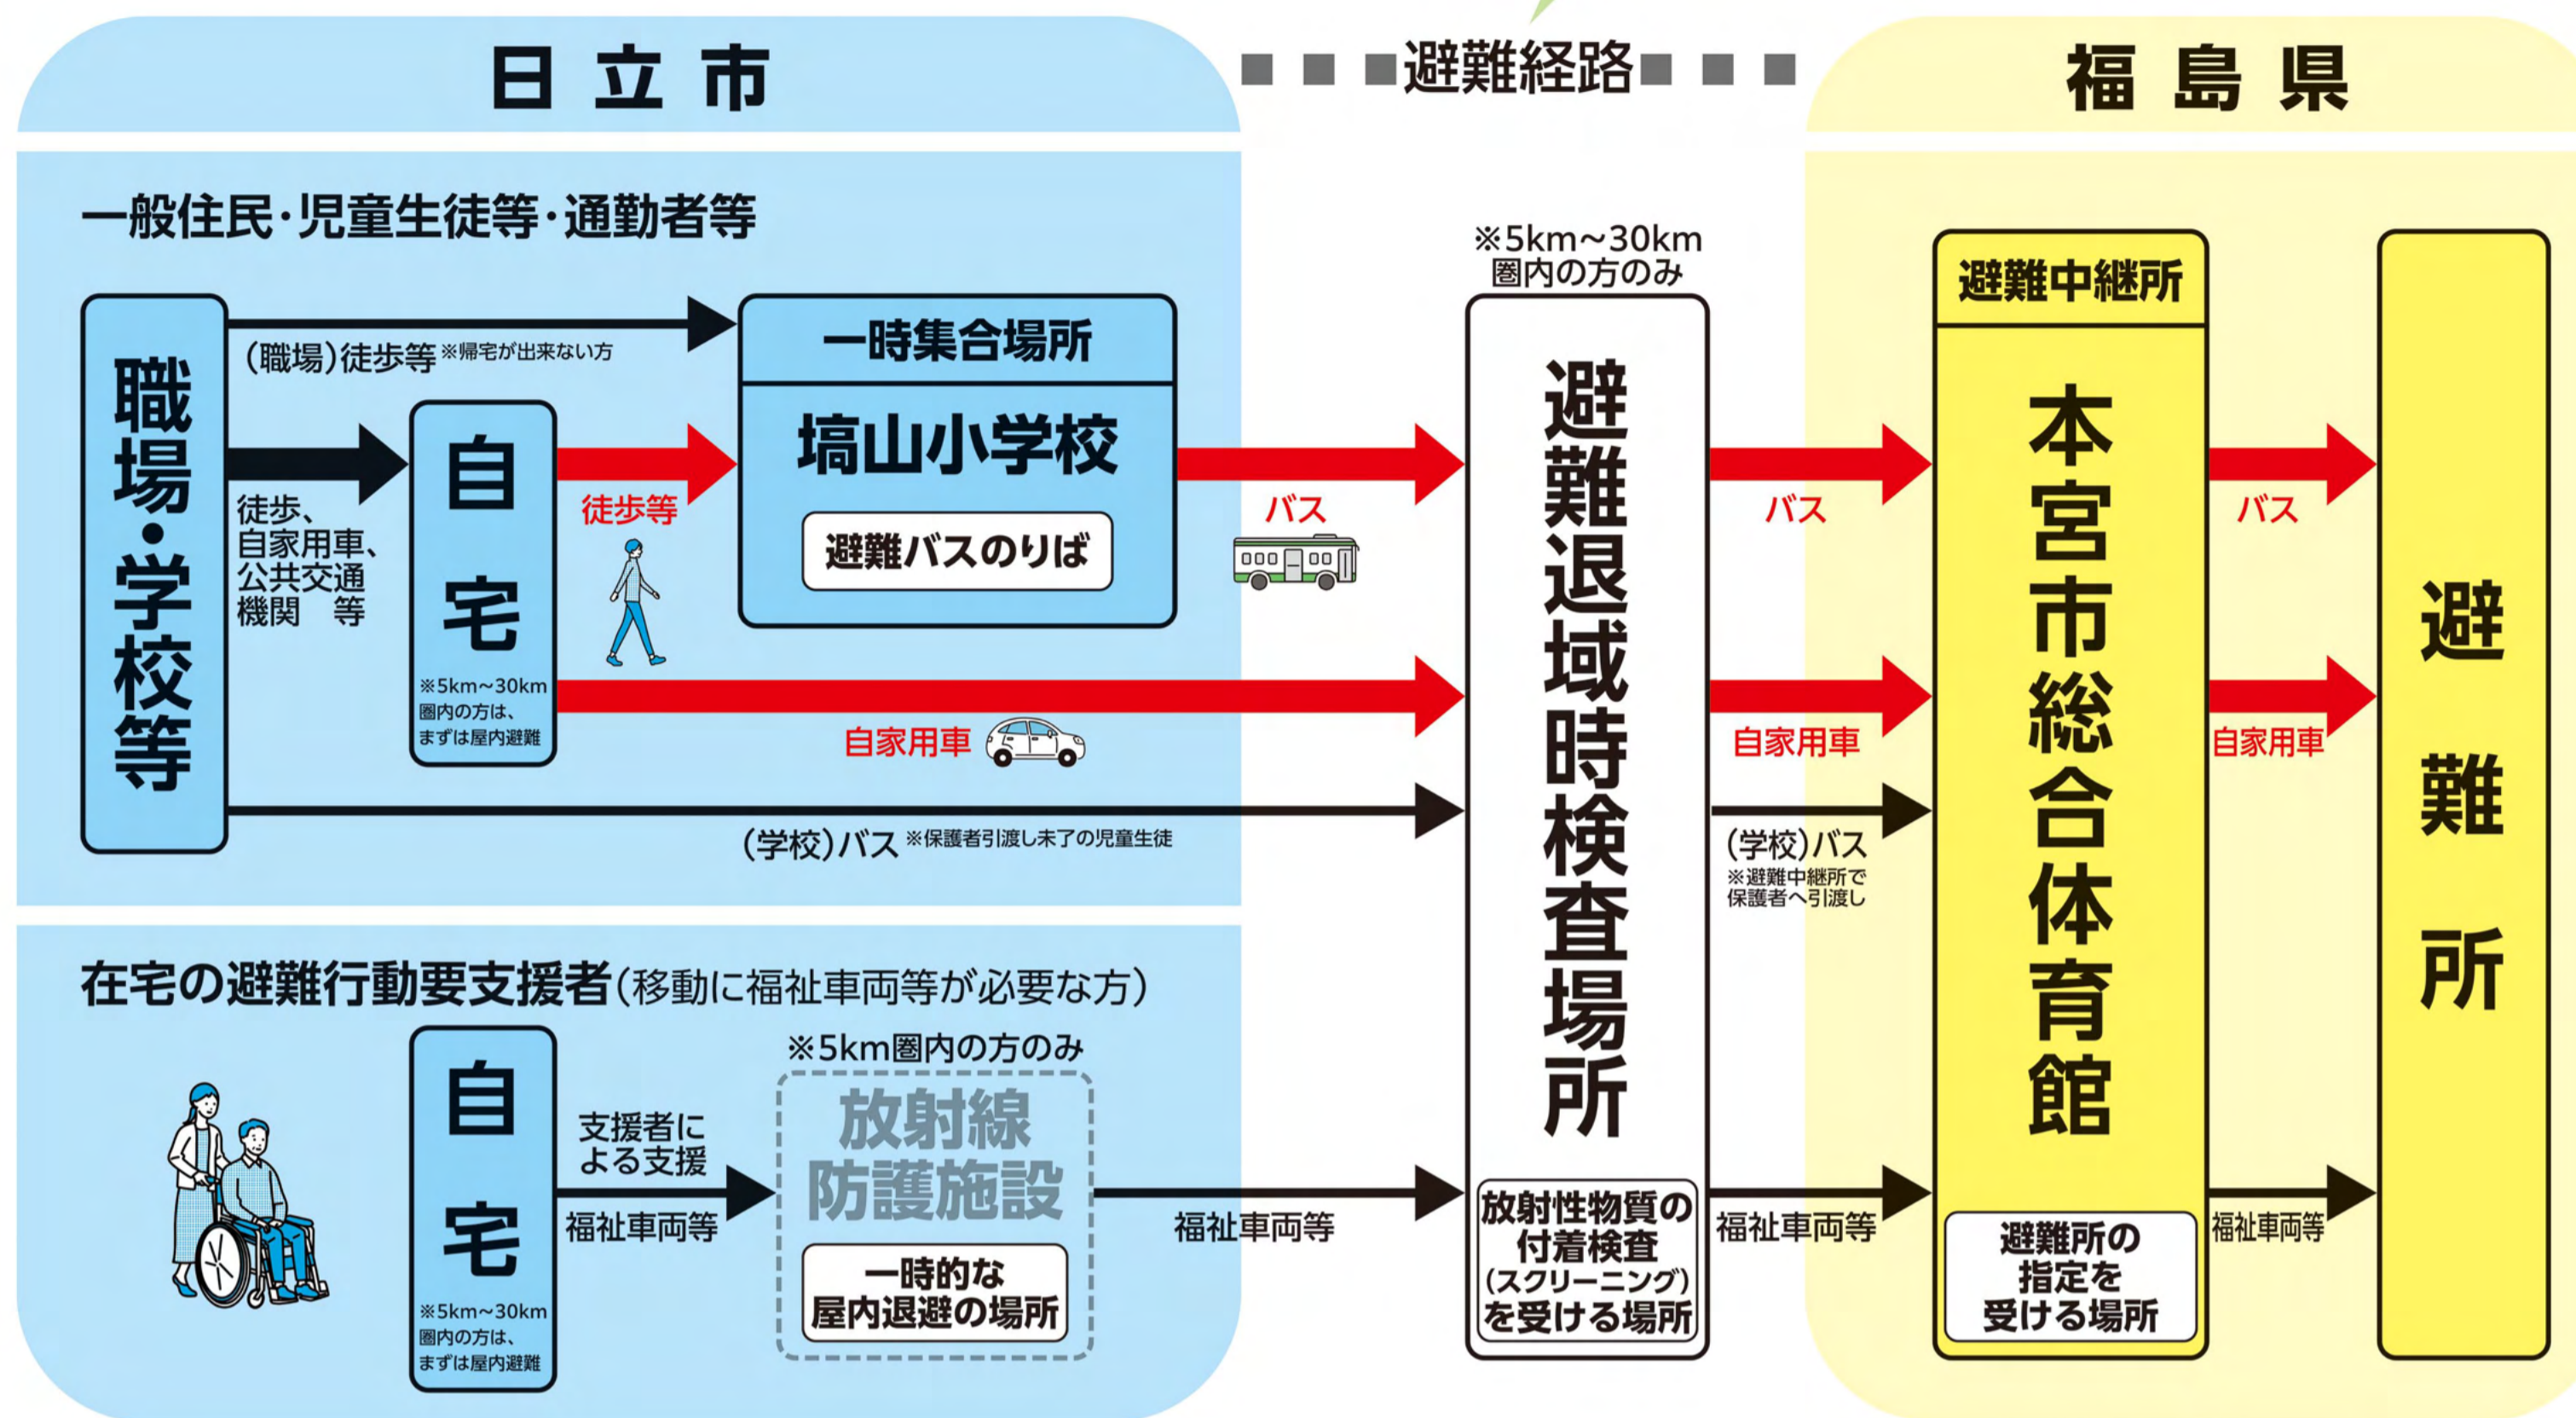 日立市
避難経路
福島県
一般住民・児童生徒等・通勤者等
職場・学校等
(職場)徒歩等 ※帰宅が出来ない方
徒歩、
自家用車、
公共交通
機関　等
自宅
※5km~30km
圏内の方は、
まずは屋内避難
徒歩等
一時集合場所
塙山小学校
避難バスのりば
バス
自家用車
(学校)バス ※保護者引渡し未了の児童生徒
※5km~30km
圏内の方のみ
避難退域時検査場所
放射性物質の
付着検査
(スクリーニング)
を受ける場所
バス
自家用車
(学校)バス
※避難中継所で
保護者へ引渡し
福祉車両等
避難中継所
本宮市総合体育館
避難所の
指定を
受ける場所
バス
自家用車
福祉車両等
避難所
在宅の避難行動要支援者(移動に福祉車両等が必要な方)
自宅
※5km~30km
圏内の方は、
まずは屋内避難
支援者に
よる支援
福祉車両等
※5km圏内の方のみ
放射線
防護施設
一時的な
屋内退避の場所
福祉車両等